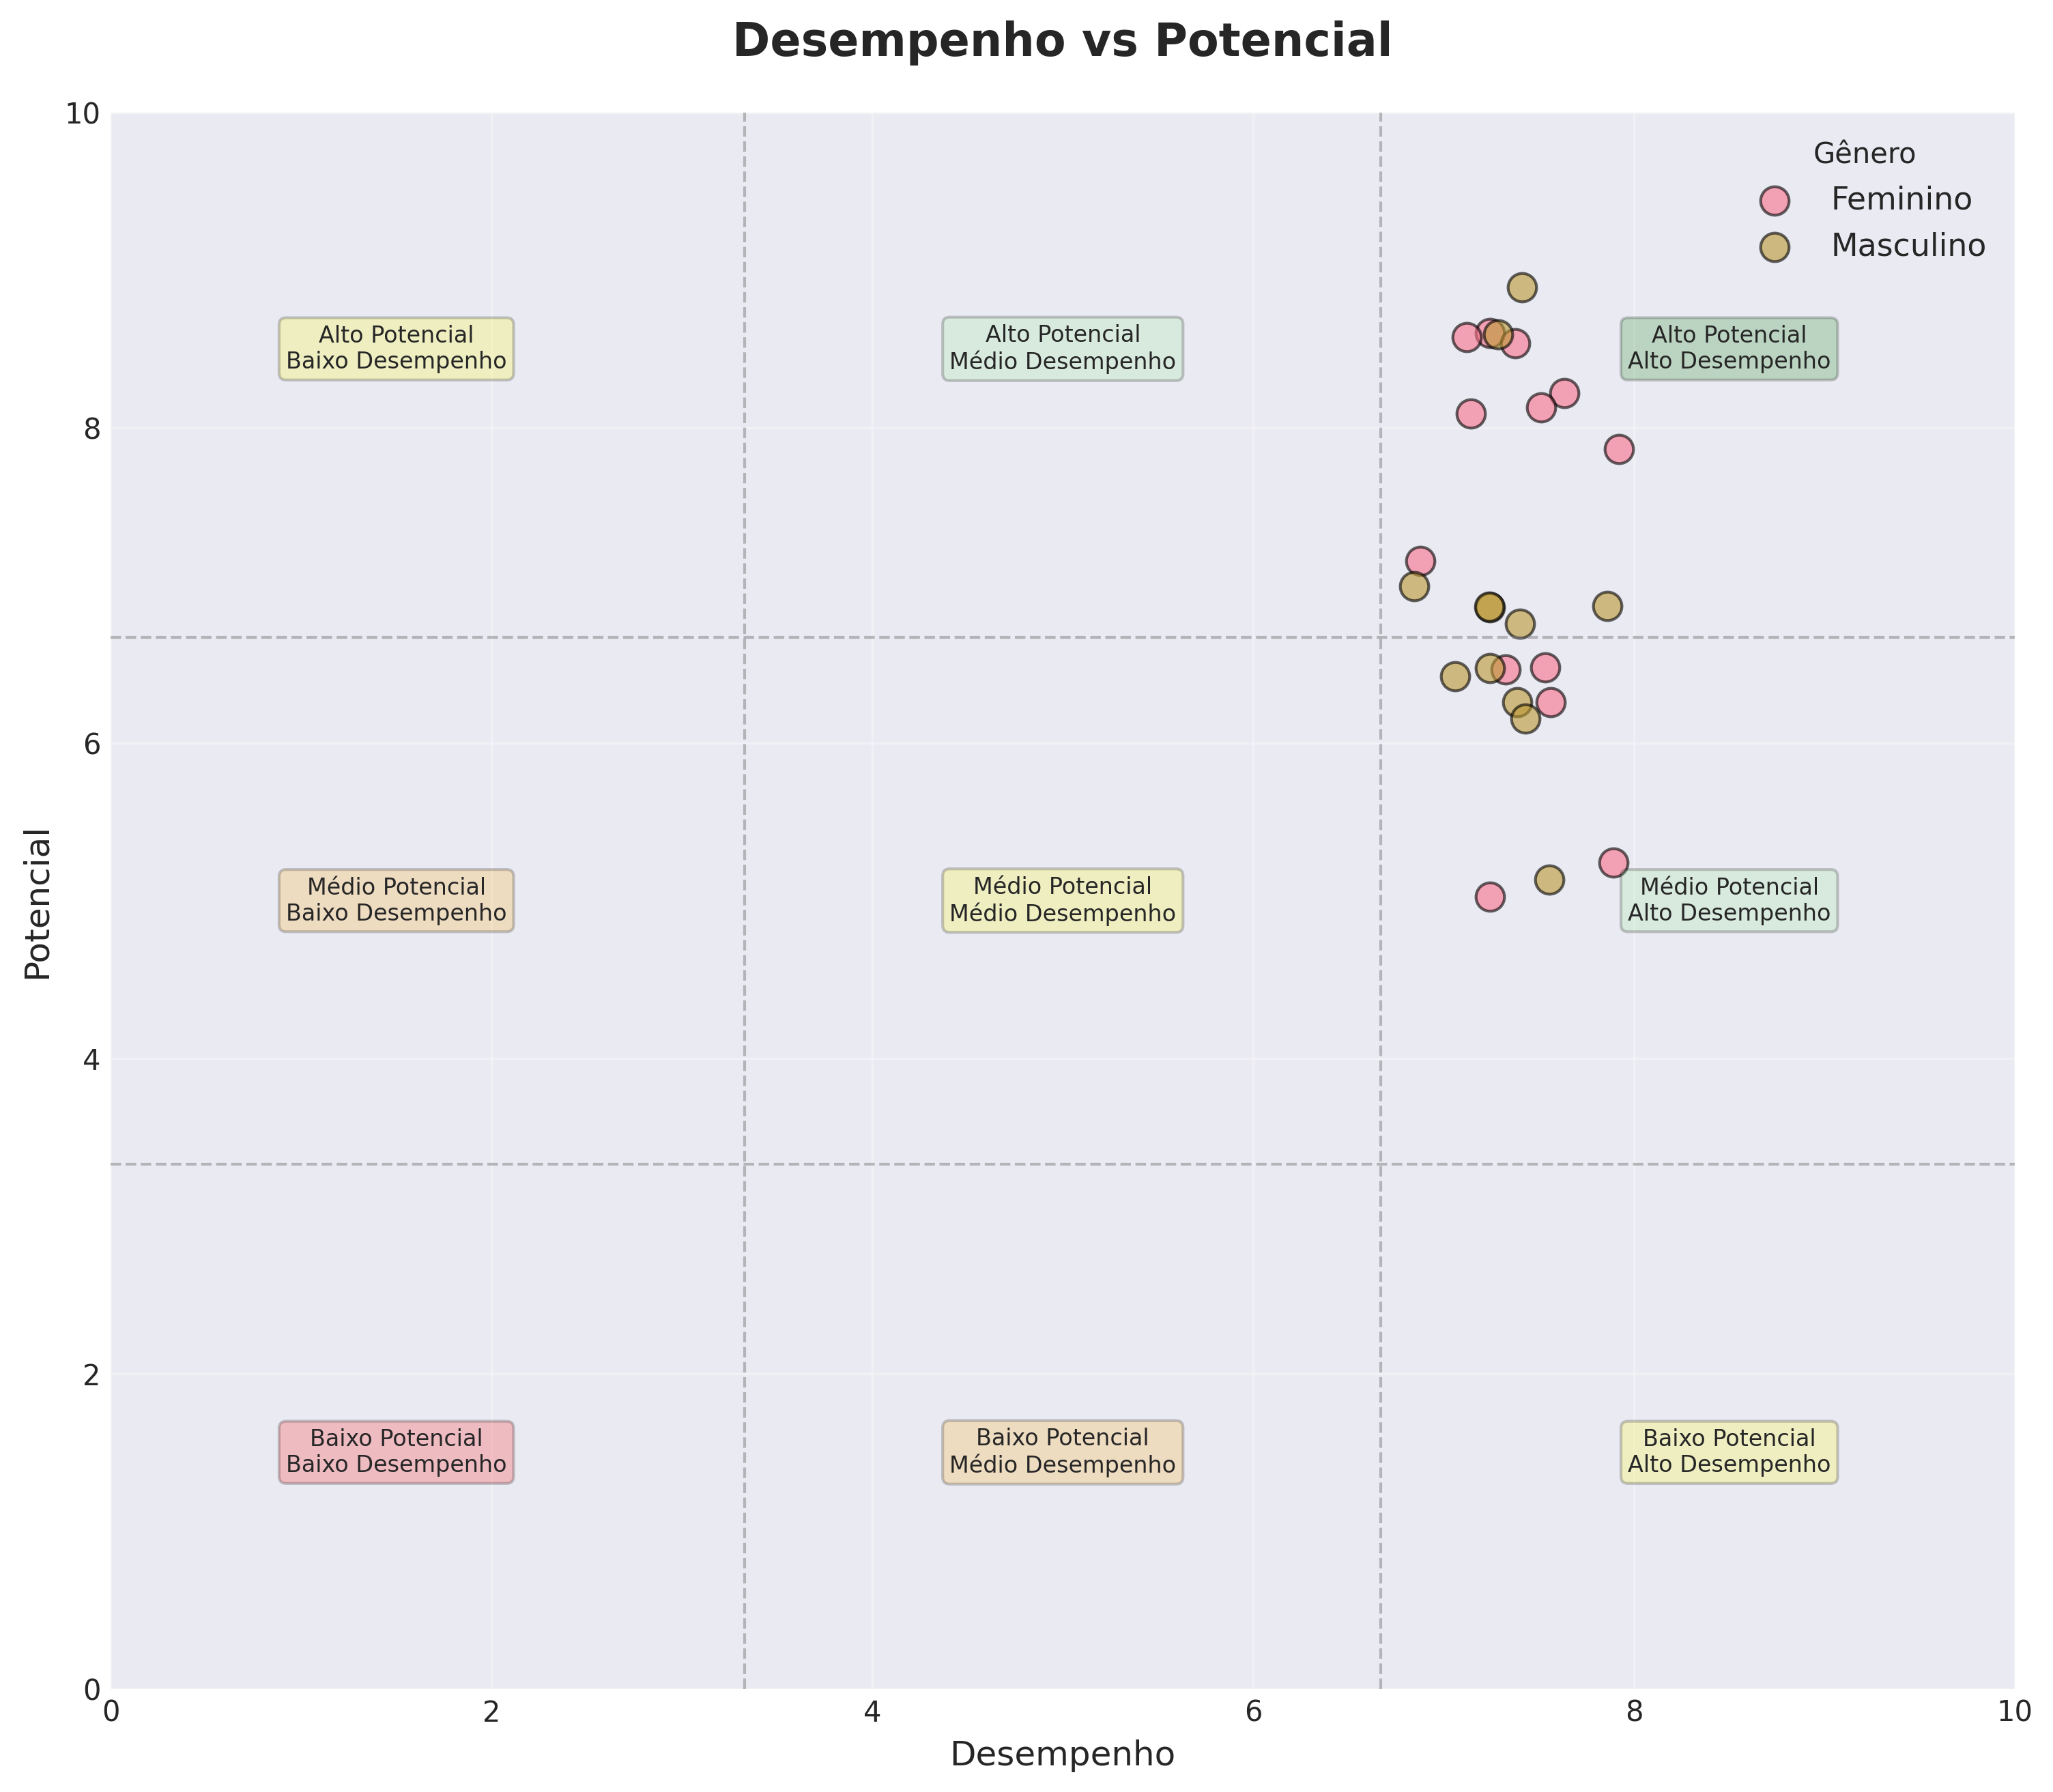 Desempenho vs Potencial
10
8
6
4
2
0
Potencial
Gênero
Feminino
Masculino
Alto Potencial
Baixo Desempenho
Alto Potencial
Médio Desempenho
Alto Potencial
Alto Desempenho
Médio Potencial
Baixo Desempenho
Médio Potencial
Médio Desempenho
Médio Potencial
Alto Desempenho
Baixo Potencial
Baixo Desempenho
Baixo Potencial
Médio Desempenho
Baixo Potencial
Alto Desempenho
0 2 4 6 8 10
Desempenho